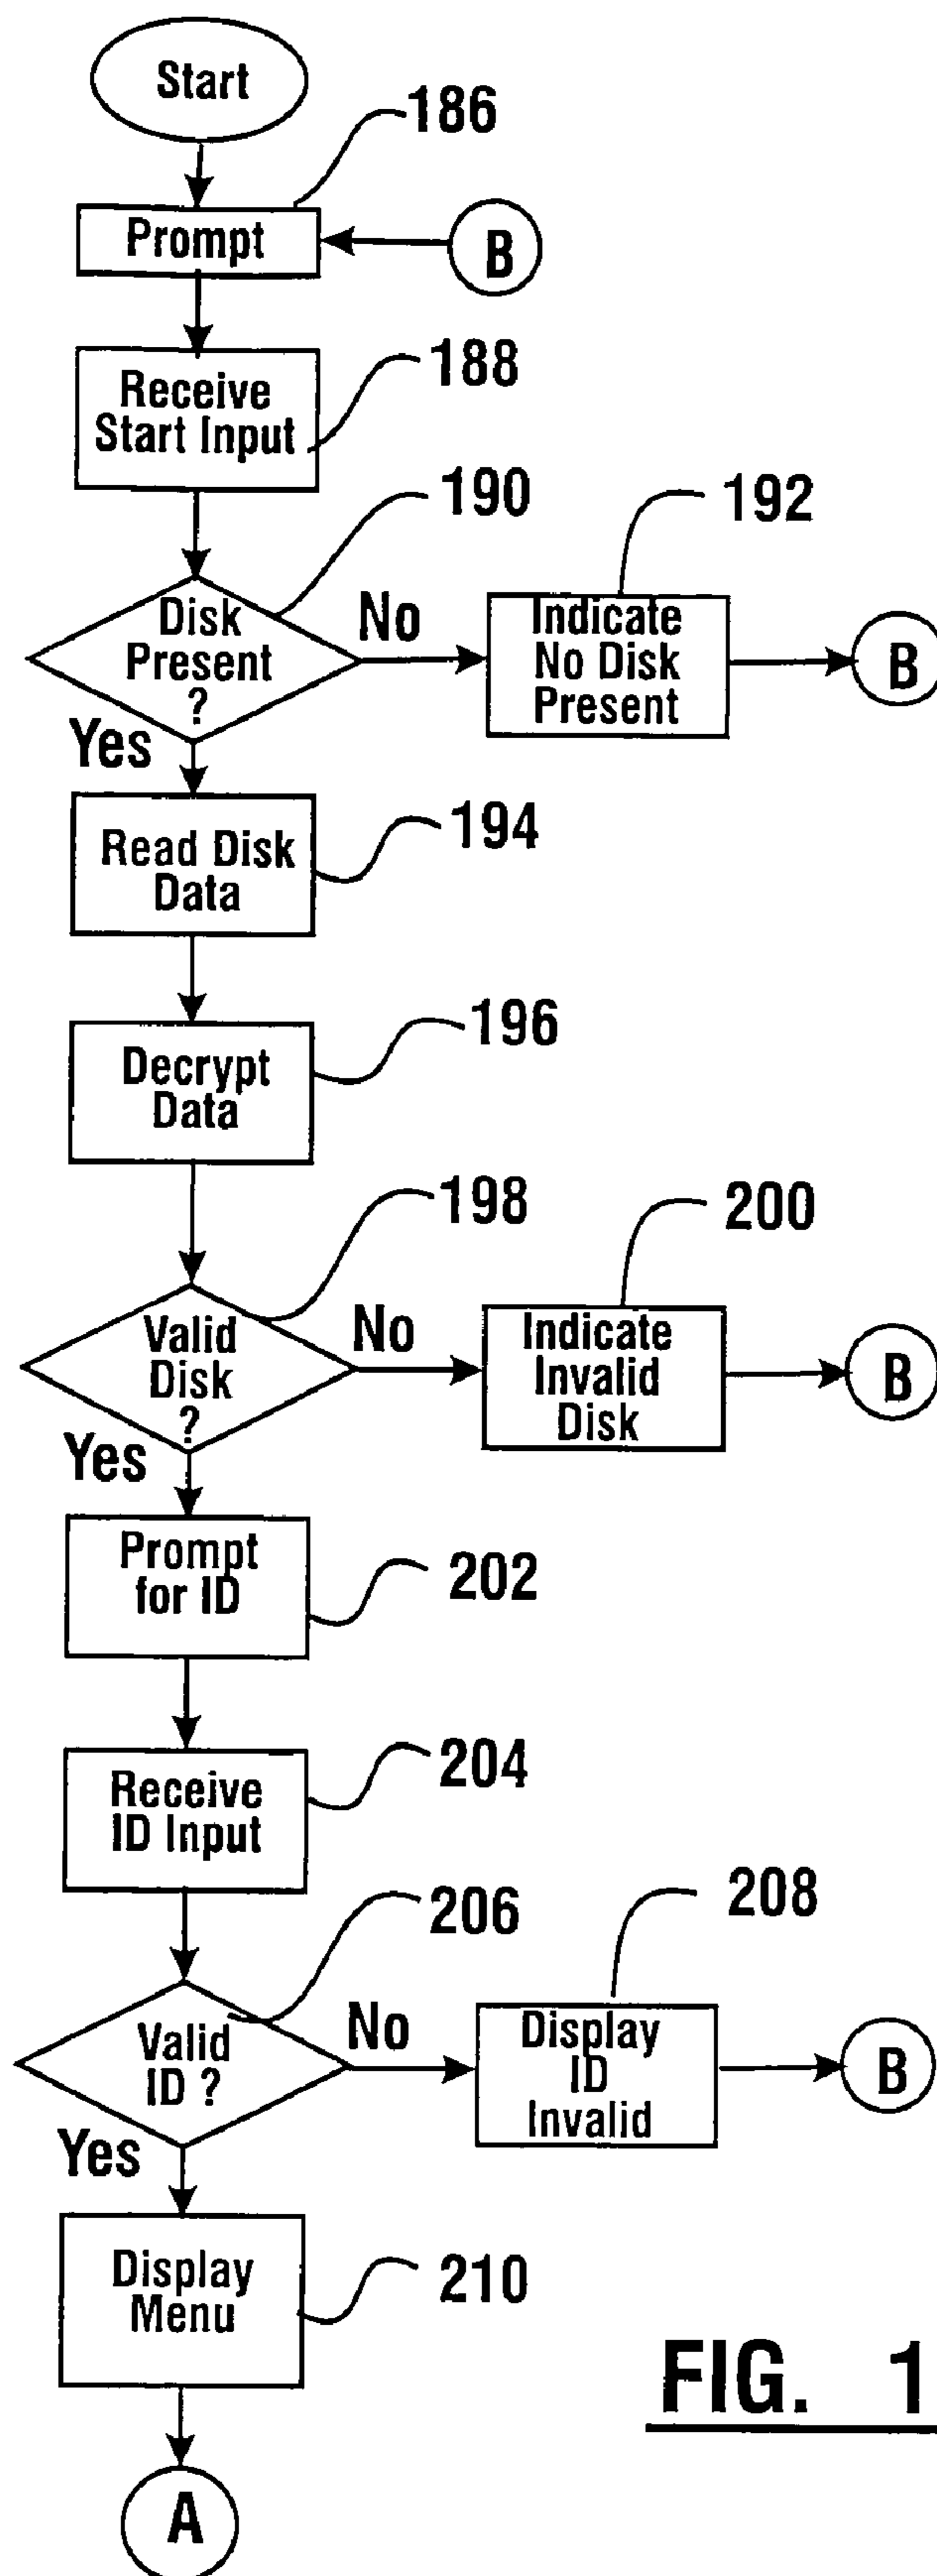 Start
186
Prompt
B
Receive
Start Input
188
190
Disk
Present
?
No
192
Indicate
No Disk
Present
B
Yes
Read Disk
Data
194
Decrypt
Data
196
198
Valid
Disk
?
No
200
Indicate
Invalid
Disk
B
Yes
Prompt
for ID
202
Receive
ID Input
204
206
Valid
ID ?
No
208
Display
ID
Invalid
B
Yes
Display
Menu
210
FIG. 1
A